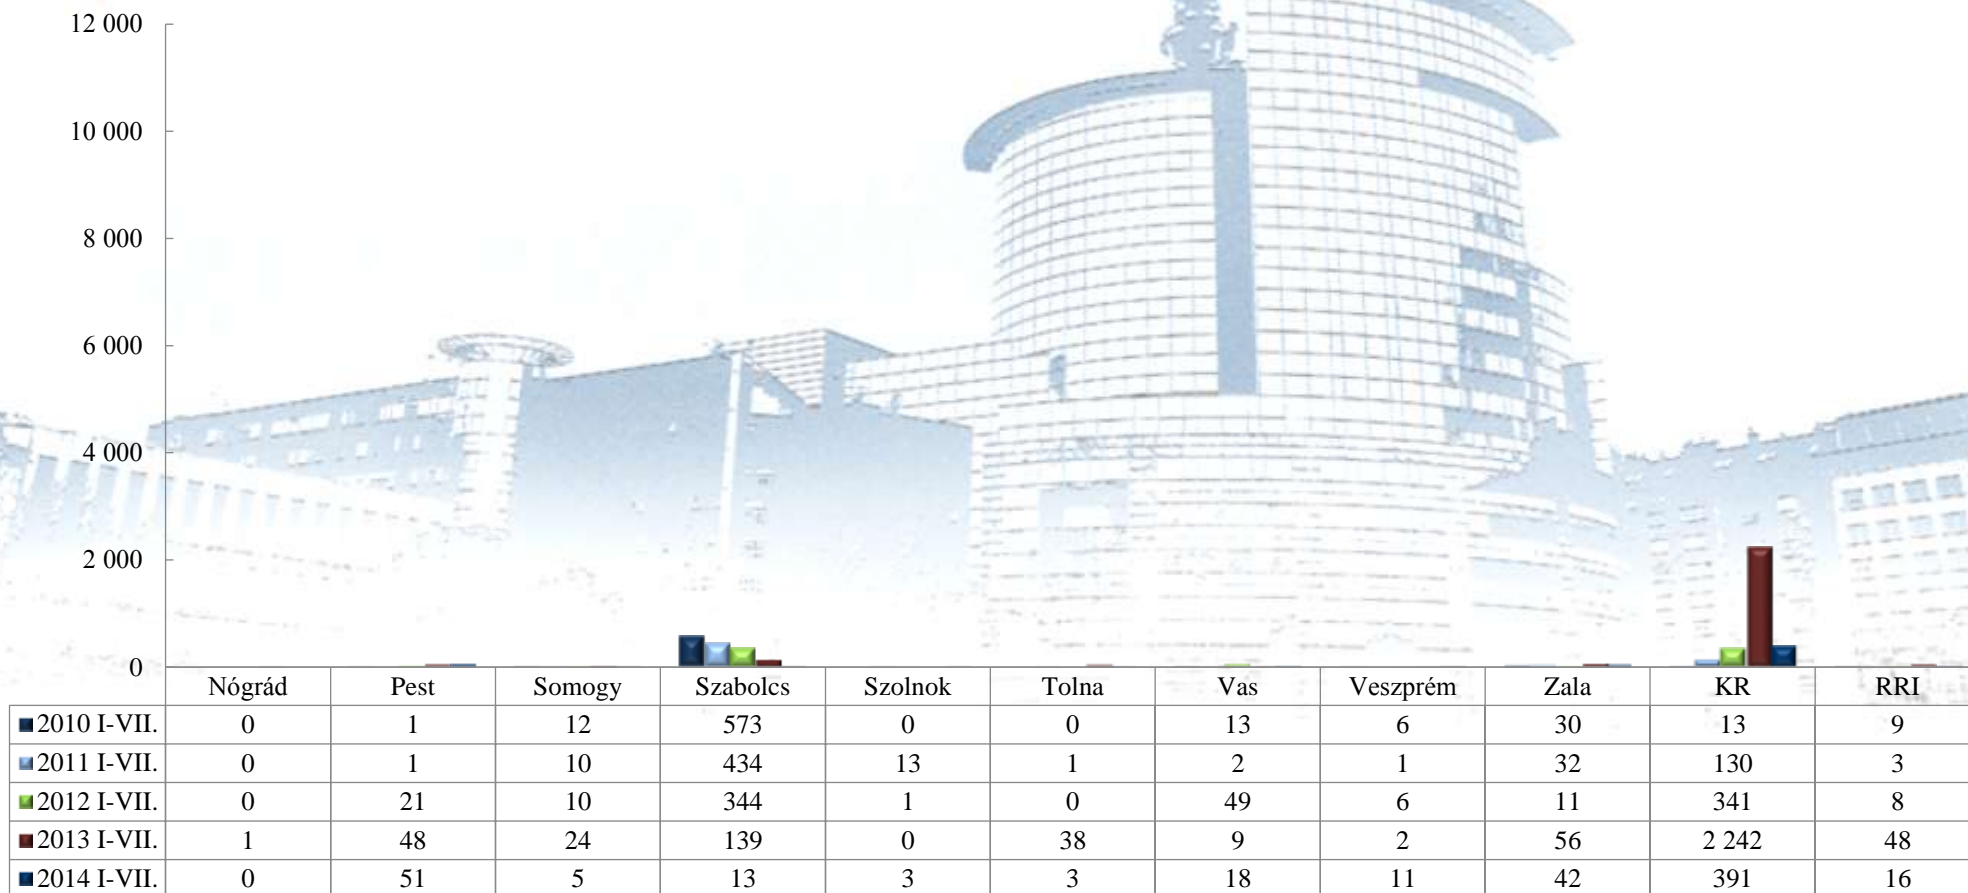 12 000
10 000
8 000
6 000
4 000
2 000
0
Nógrád Pest Somogy Szabolcs Szolnok Tolna Vas Veszprém Zala KR RRI
2010 I-VII. 0 1 12 573 0 0 13 6 30 13 9
2011 I-VII. 0 1 10 434 13 1 2 1 32 130 3
2012 I-VII. 0 21 10 344 1 0 49 6 11 341 8
2013 I-VII. 1 48 24 139 0 38 9 2 56 2 242 48
2014 I-VII. 0 51 5 13 3 3 18 11 42 391 16